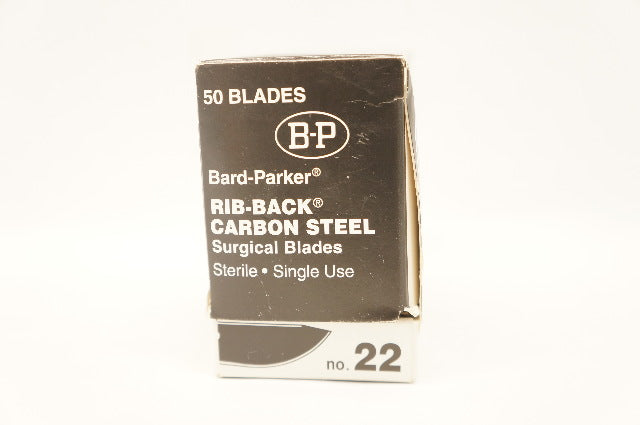 50 BLADES
B-P
Bard-Parker®
RIB-BACK®
CARBON STEEL
Surgical Blades
Sterile • Single Use
no. 22